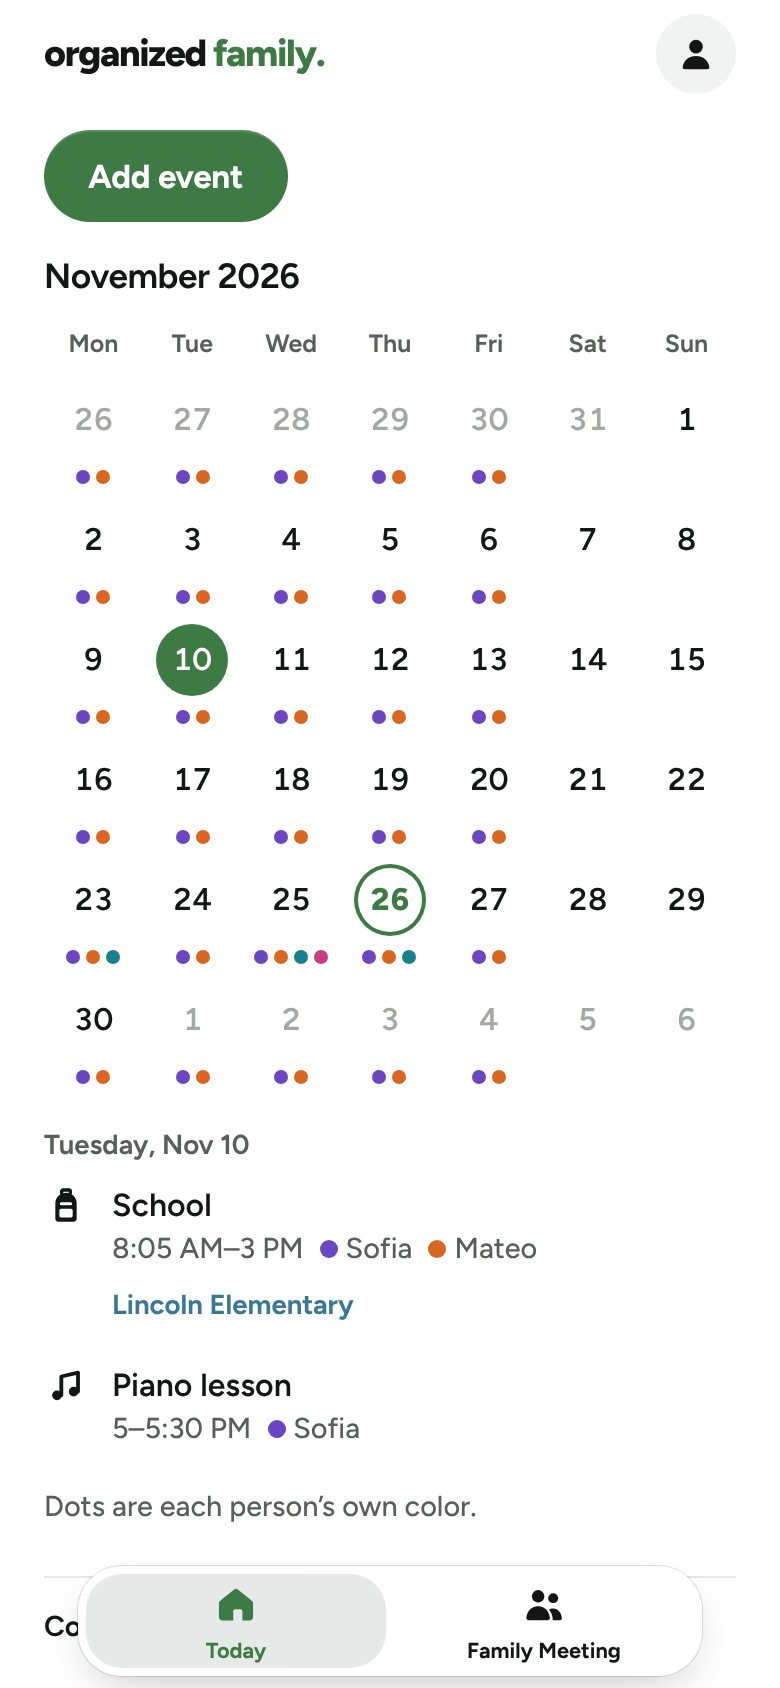 organized family.
Add event
November 2026
Mon Tue Wed Thu Fri Sat Sun
26 27 28 29 30 31 1
2 3 4 5 6 7 8
9 10 11 12 13 14 15
16 17 18 19 20 21 22
23 24 25 26 27 28 29
30 1 2 3 4 5 6
Tuesday, Nov 10
School
8:05 AM–3 PM Sofia Mateo
Lincoln Elementary
Piano lesson
5–5:30 PM Sofia
Dots are each person’s own color.
Today Family Meeting